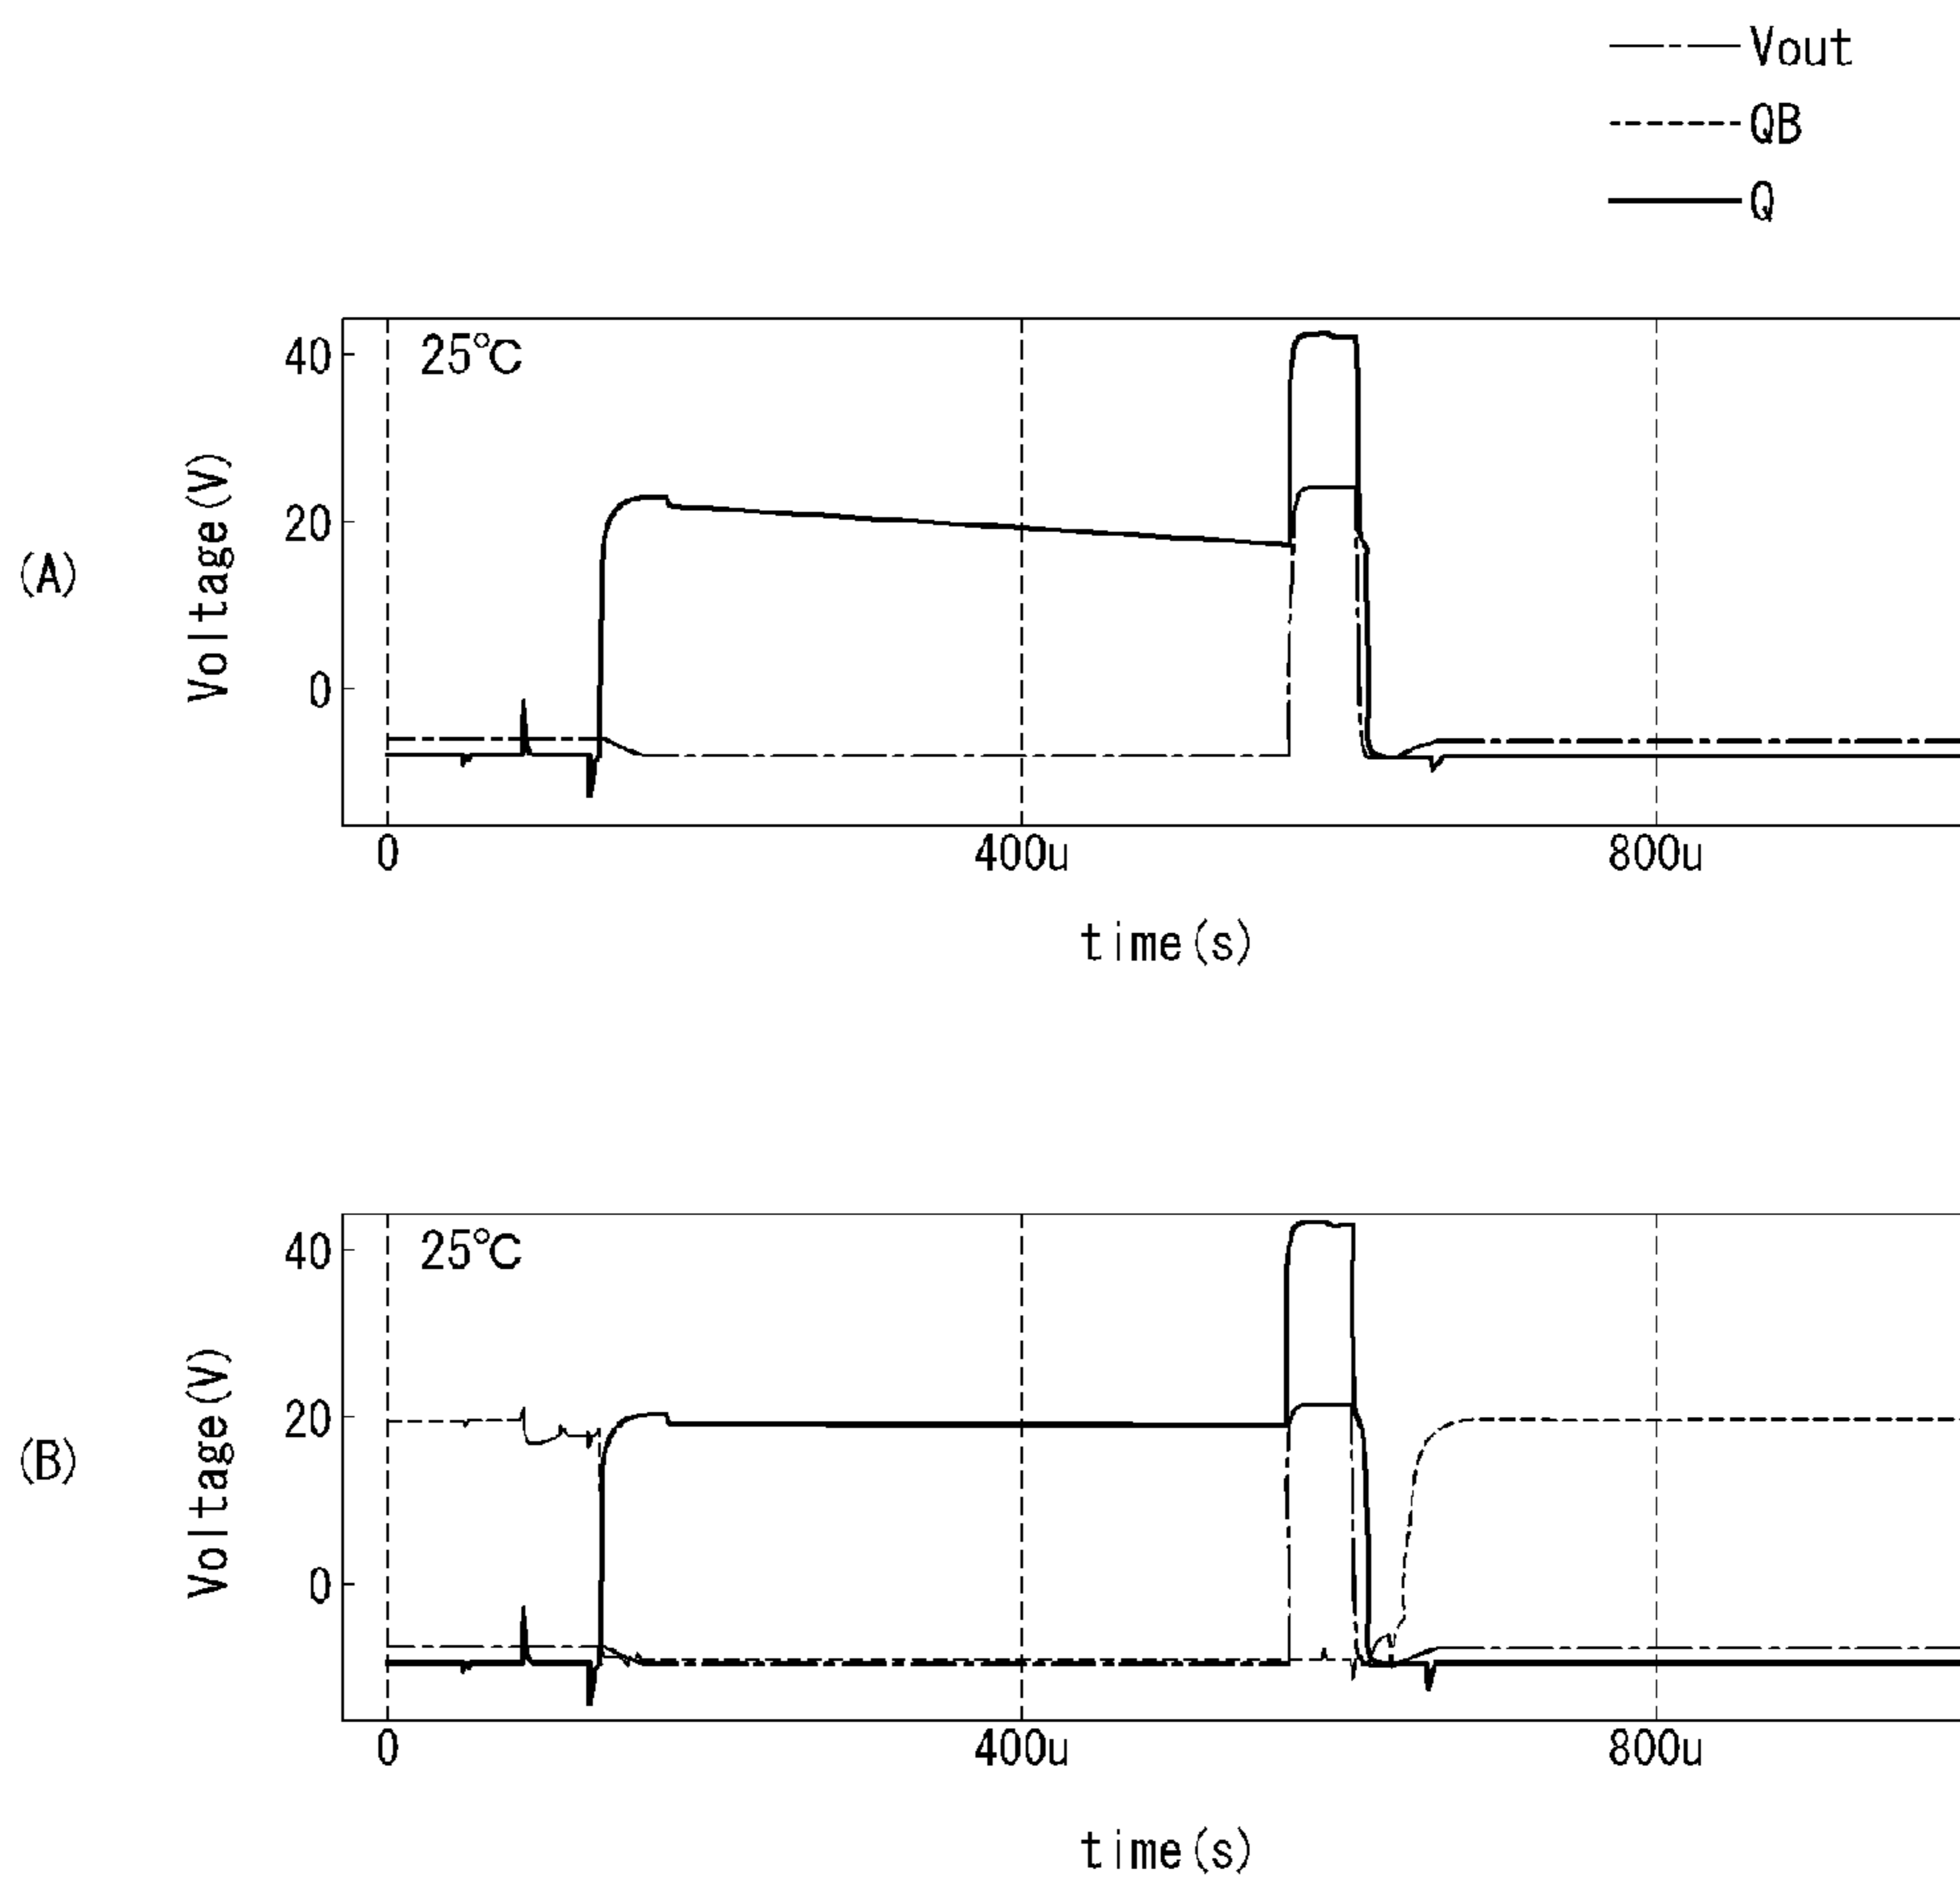 Vout
QB
Q
(A)
Voltage(V)
40
20
0
25℃
0
400u
800u
time(s)
(B)
Voltage(V)
40
20
0
25℃
0
400u
800u
time(s)